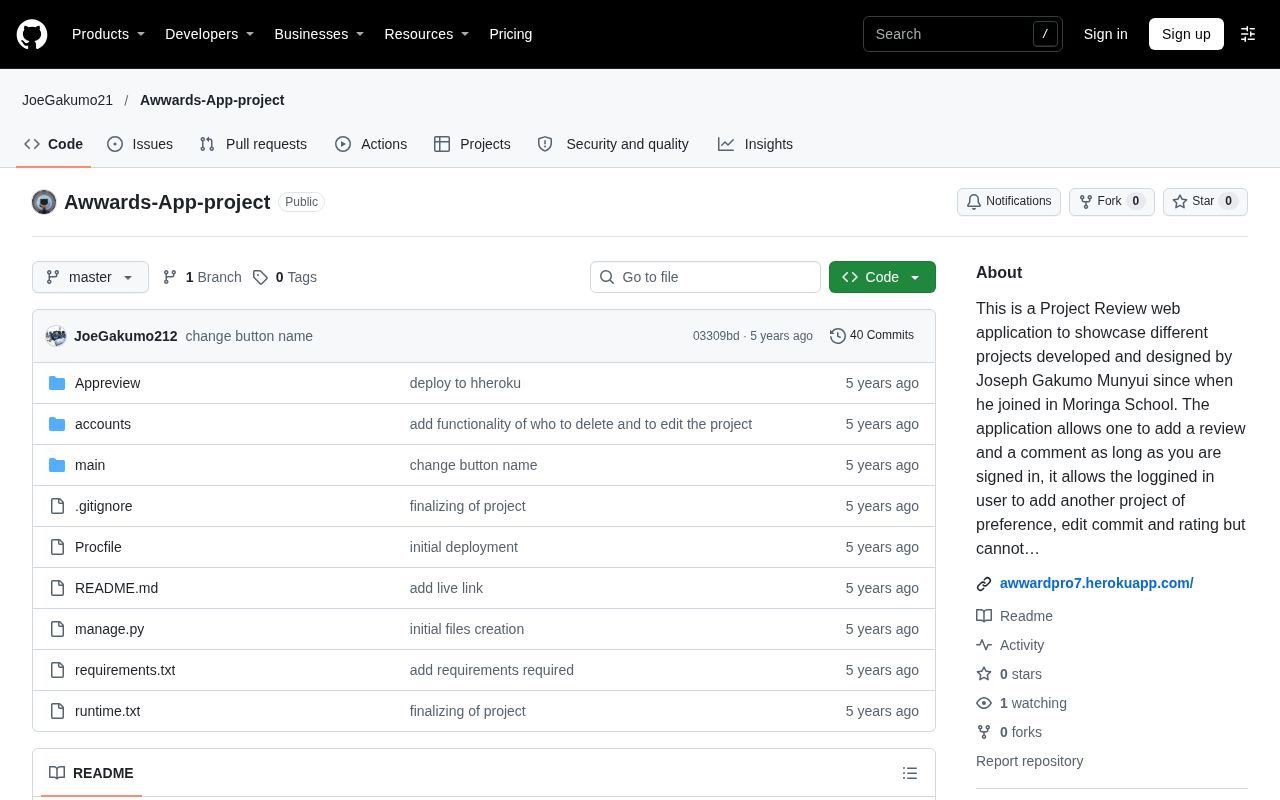 Products Developers Businesses Resources Pricing Search / Sign in Sign up
JoeGakumo21 / Awwards-App-project
Code Issues Pull requests Actions Projects Security and quality Insights
Awwards-App-project Public Notifications Fork 0 Star 0
master 1 Branch 0 Tags Go to file Code
JoeGakumo212 change button name 03309bd · 5 years ago 40 Commits
Appreview deploy to hheroku 5 years ago
accounts add functionality of who to delete and to edit the project 5 years ago
main change button name 5 years ago
.gitignore finalizing of project 5 years ago
Procfile initial deployment 5 years ago
README.md add live link 5 years ago
manage.py initial files creation 5 years ago
requirements.txt add requirements required 5 years ago
runtime.txt finalizing of project 5 years ago
README
About
This is a Project Review web
application to showcase different
projects developed and designed by
Joseph Gakumo Munyui since when
he joined in Moringa School. The
application allows one to add a review
and a comment as long as you are
signed in, it allows the loggined in
user to add another project of
preference, edit commit and rating but
cannot…
awwardpro7.herokuapp.com/
Readme
Activity
0 stars
1 watching
0 forks
Report repository